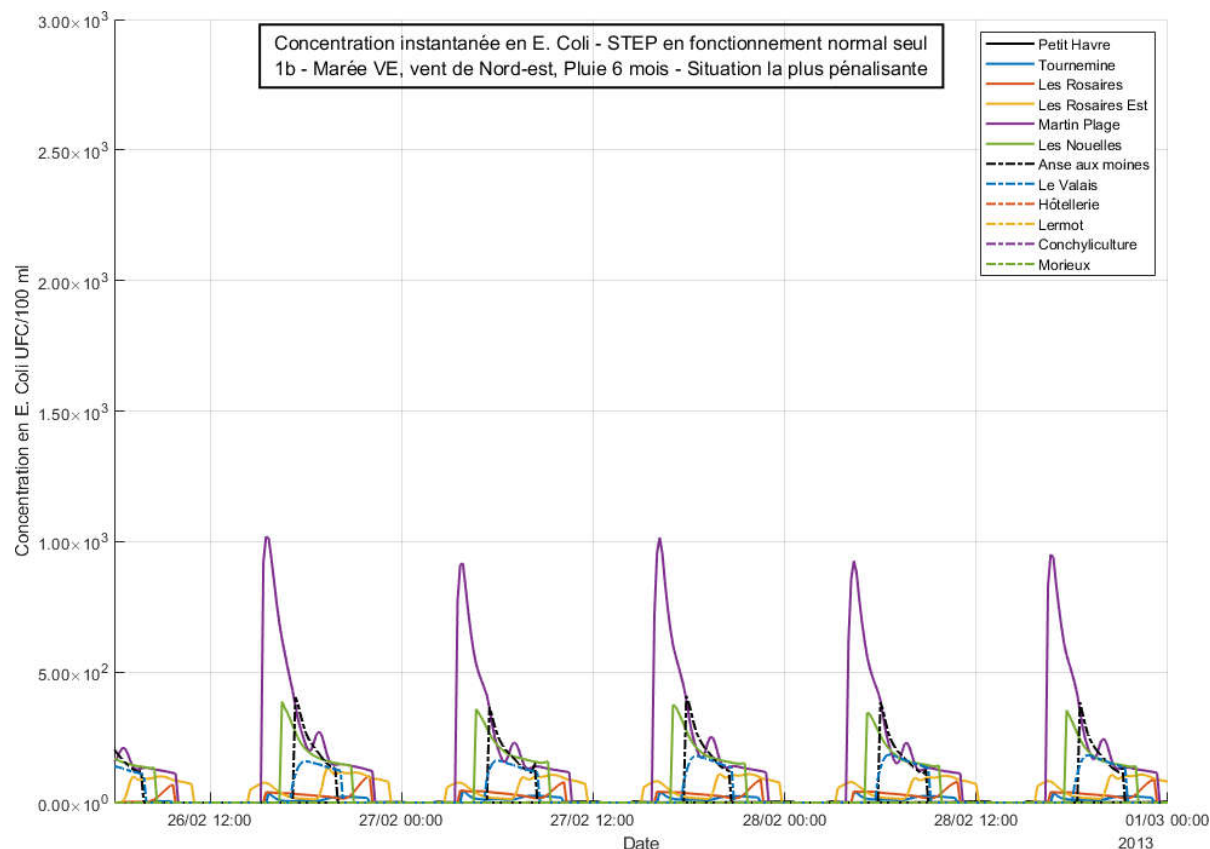 Concentration instantanée en E. Coli - STEP en fonctionnement normal seul
1b - Marée VE, vent de Nord-est, Pluie 6 mois - Situation la plus pénalisante
Petit Havre
Tournemine
Les Rosaires
Les Rosaires Est
Martin Plage
Les Nouelles
Anse aux moines
Le Valais
Hôtellerie
Lermot
Conchyliculture
Morieux
Concentration en E. Coli UFC/100 ml
3.00×10³
2.50×10³
2.00×10³
1.50×10³
1.00×10³
5.00×10²
0.00×10⁰
26/02 12:00
27/02 00:00
27/02 12:00
28/02 00:00
28/02 12:00
01/03 00:00
Date
2013